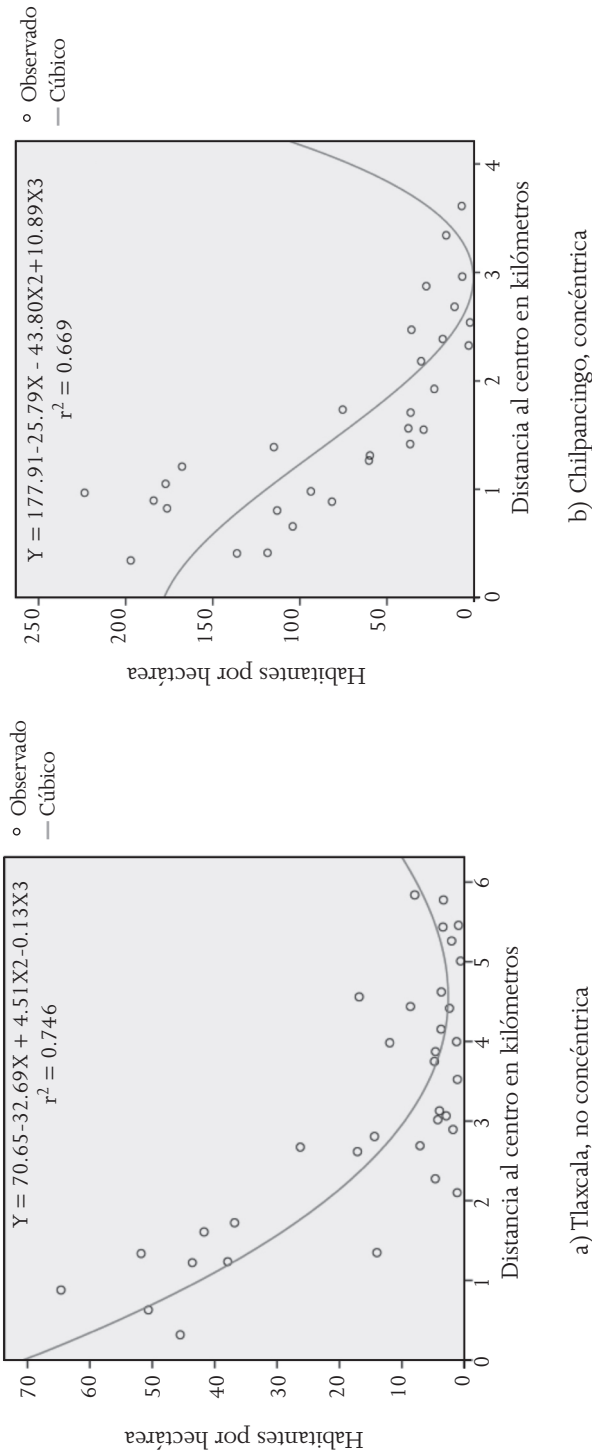 Habitantes por hectárea
70
60
50
40
30
20
10
0
Y = 70.65-32.69X + 4.51X2-0.13X3
r² = 0.746
○ Observado
— Cúbico
0 1 2 3 4 5 6
Distancia al centro en kilómetros
a) Tlaxcala, no concéntrica
Habitantes por hectárea
250
200
150
100
50
0
Y = 177.91-25.79X - 43.80X2+10.89X3
r² = 0.669
○ Observado
— Cúbico
0 1 2 3 4
Distancia al centro en kilómetros
b) Chilpancingo, concéntrica